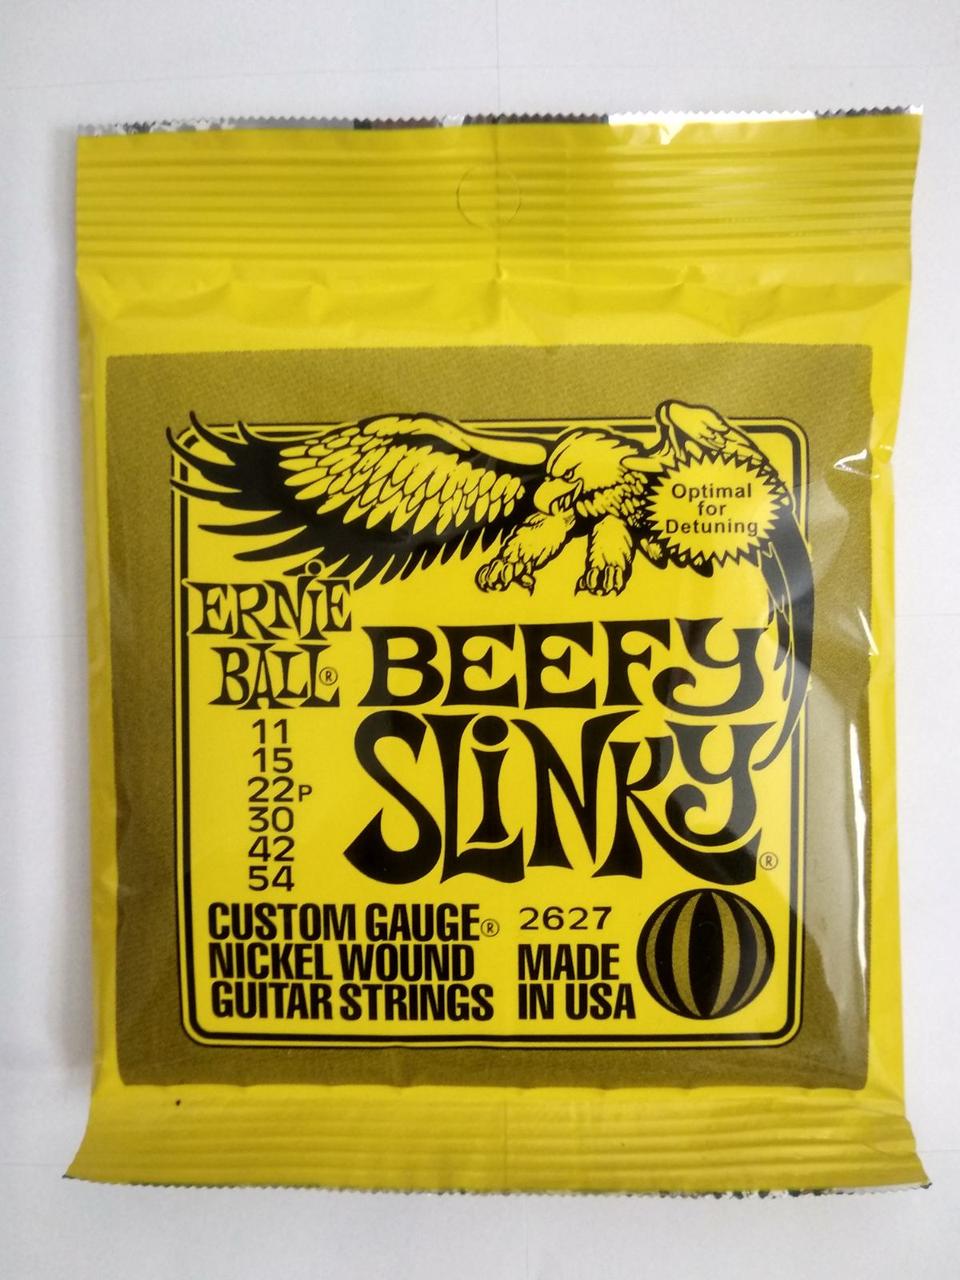 Optimal
for
Detuning
ERNiE
BALL®
BEEFY
SLiNKY®
11
15
22P
30
42
54
CUSTOM GAUGE®
NICKEL WOUND
GUITAR STRINGS
2627
MADE
IN USA